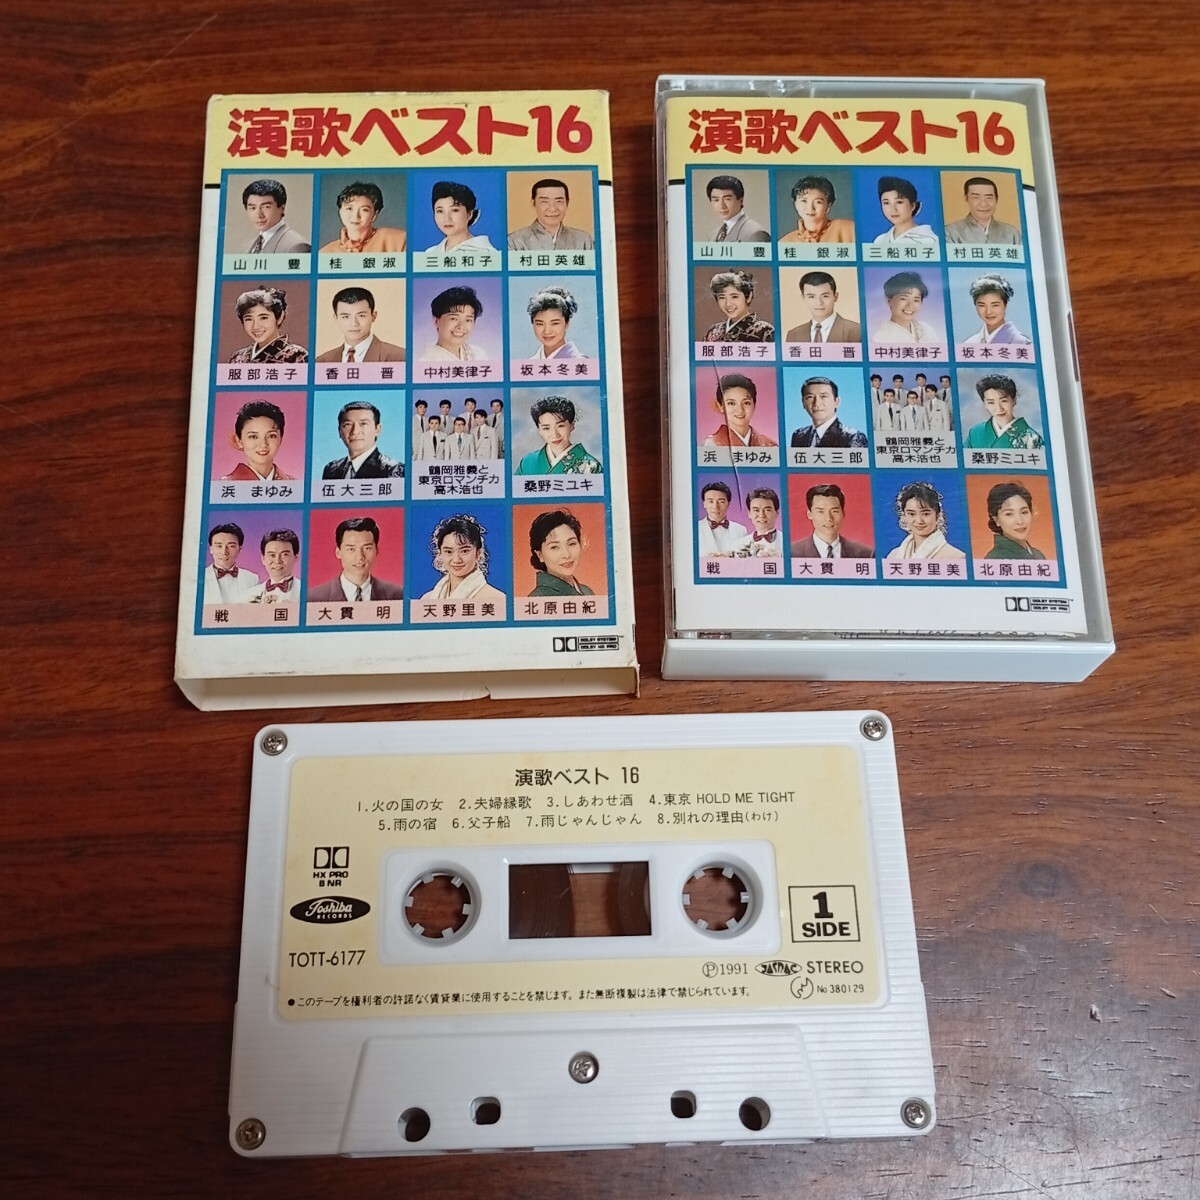 演歌ベスト16
山川 豊 桂 銀淑 三船和子 村田英雄
服部浩子 香田 晋 中村美律子 坂本冬美
鶴岡雅義と
東京ロマンチカ
浜 まゆみ 伍大三郎 高木浩也 桑野ミユキ
戦 国 大貫 明 天野里美 北原由紀
DOLBY SYSTEM
DOLBY HX PRO
演歌ベスト16
山川 豊 桂 銀淑 三船和子 村田英雄
服部浩子 香田 晋 中村美律子 坂本冬美
鶴岡雅義と
東京ロマンチカ
浜 まゆみ 伍大三郎 高木浩也 桑野ミユキ
戦 国 大貫 明 天野里美 北原由紀
DOLBY SYSTEM
DOLBY HX PRO
演歌ベスト 16
1.火の国の女 2.夫婦縁歌 3.しあわせ酒 4.東京 HOLD ME TIGHT
5.雨の宿 6.父子船 7.雨じゃんじゃん 8.別れの理由(わけ)
HX PRO
B NR
Toshiba
RECORDS
TOTT-6177
1
SIDE
Ⓟ1991 JASRAC STEREO
No 380129
●このテープを権利者の許諾なく賃貸業に使用することを禁じます。また無断複製は法律で禁じられています。